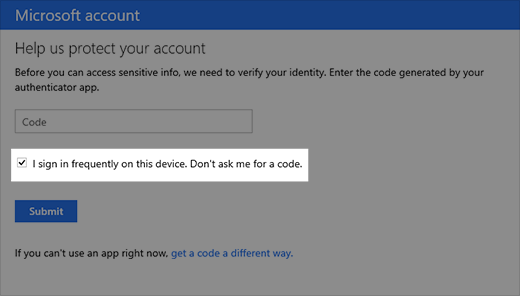 Microsoft account
Help us protect your account
Before you can access sensitive info, we need to verify your identity. Enter the code generated by your
authenticator app.
Code
I sign in frequently on this device. Don't ask me for a code.
Submit
If you can't use an app right now, get a code a different way.